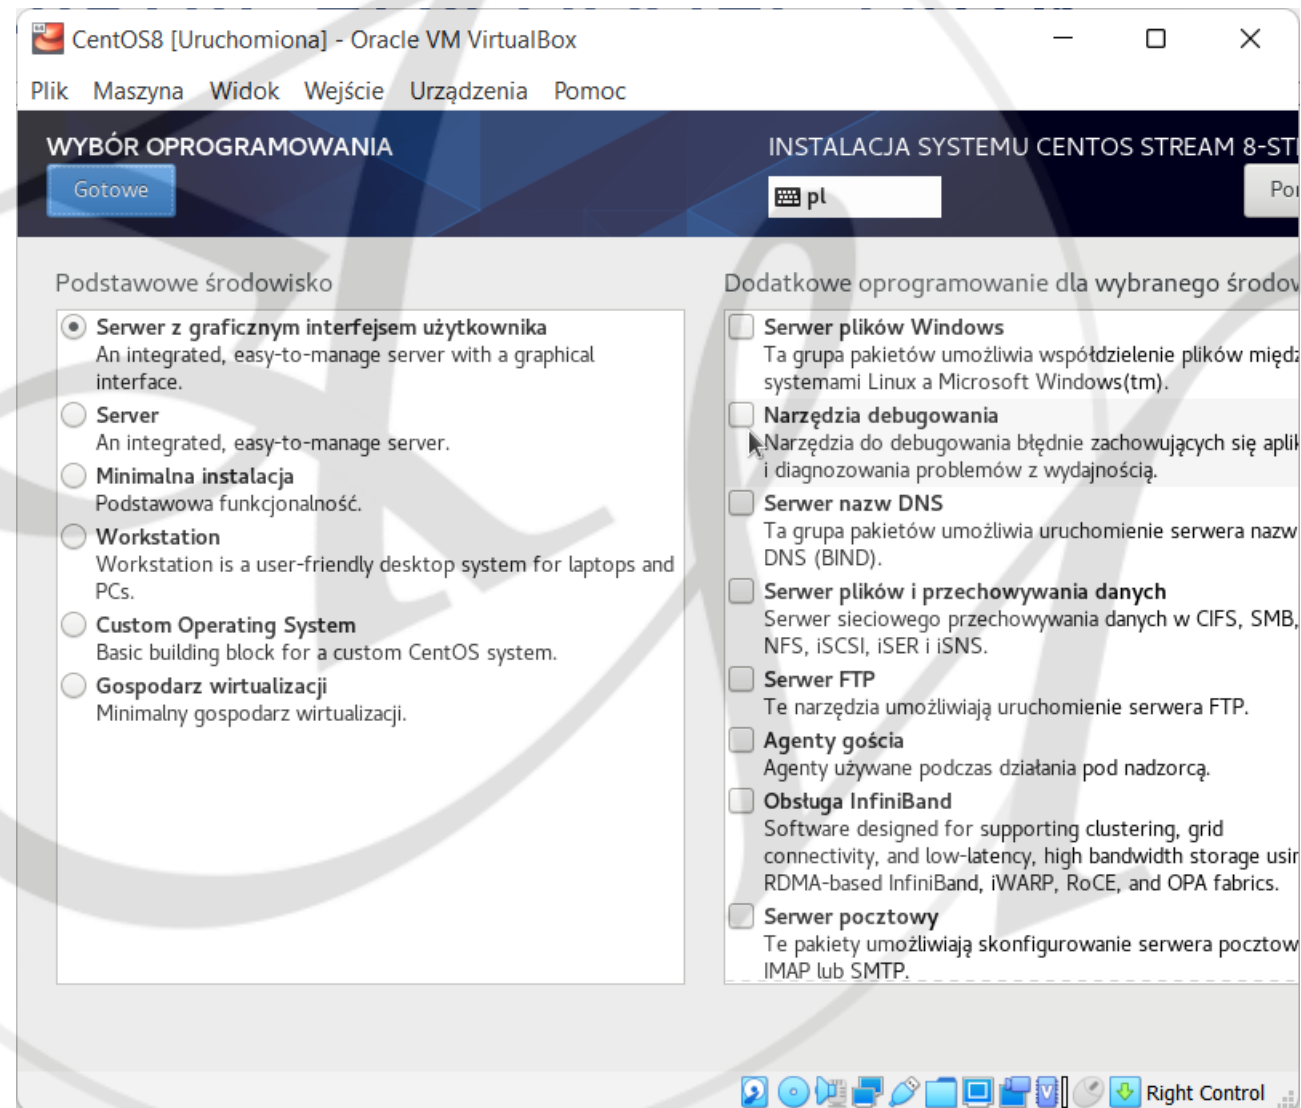 CentOS8 [Uruchomiona] - Oracle VM VirtualBox
Plik Maszyna Widok Wejście Urządzenia Pomoc
WYBÓR OPROGRAMOWANIA
INSTALACJA SYSTEMU CENTOS STREAM
Gotowe
pl
Podstawowe środowisko
Serwer z graficznym interfejsem użytkownika
An integrated, easy-to-manage server with a graphical
interface.
Server
An integrated, easy-to-manage server.
Minimalna instalacja
Podstawowa funkcjonalność.
Workstation
Workstation is a user-friendly desktop system for laptops and
PCs.
Custom Operating System
Basic building block for a custom CentOS system.
Gospodarz wirtualizacji
Minimalny gospodarz wirtualizacji.
Dodatkowe oprogramowanie dla wybranego
Serwer plików Windows
Ta grupa pakietów umożliwia współdzielenie plików
systemami Linux a Microsoft Windows(tm).
Narzędzia debugowania
Narzędzia do debugowania błędnie zachowujących się
i diagnozowania problemów z wydajnością.
Serwer nazw DNS
Ta grupa pakietów umożliwia uruchomienie serwera nazw
DNS (BIND).
Serwer plików i przechowywania danych
Serwer sieciowego przechowywania danych w CIFS, SMB,
NFS, iSCSI, iSER i iSNS.
Serwer FTP
Te narzędzia umożliwiają uruchomienie serwera FTP.
Agenty gościa
Agenty używane podczas działania pod nadzorcą.
Obsługa InfiniBand
Software designed for supporting clustering, grid
connectivity, and low-latency, high bandwidth storage
RDMA-based InfiniBand, iWARP, RoCE, and OPA fabrics.
Serwer pocztowy
Te pakiety umożliwiają skonfigurowanie serwera
IMAP lub SMTP.
Right Control